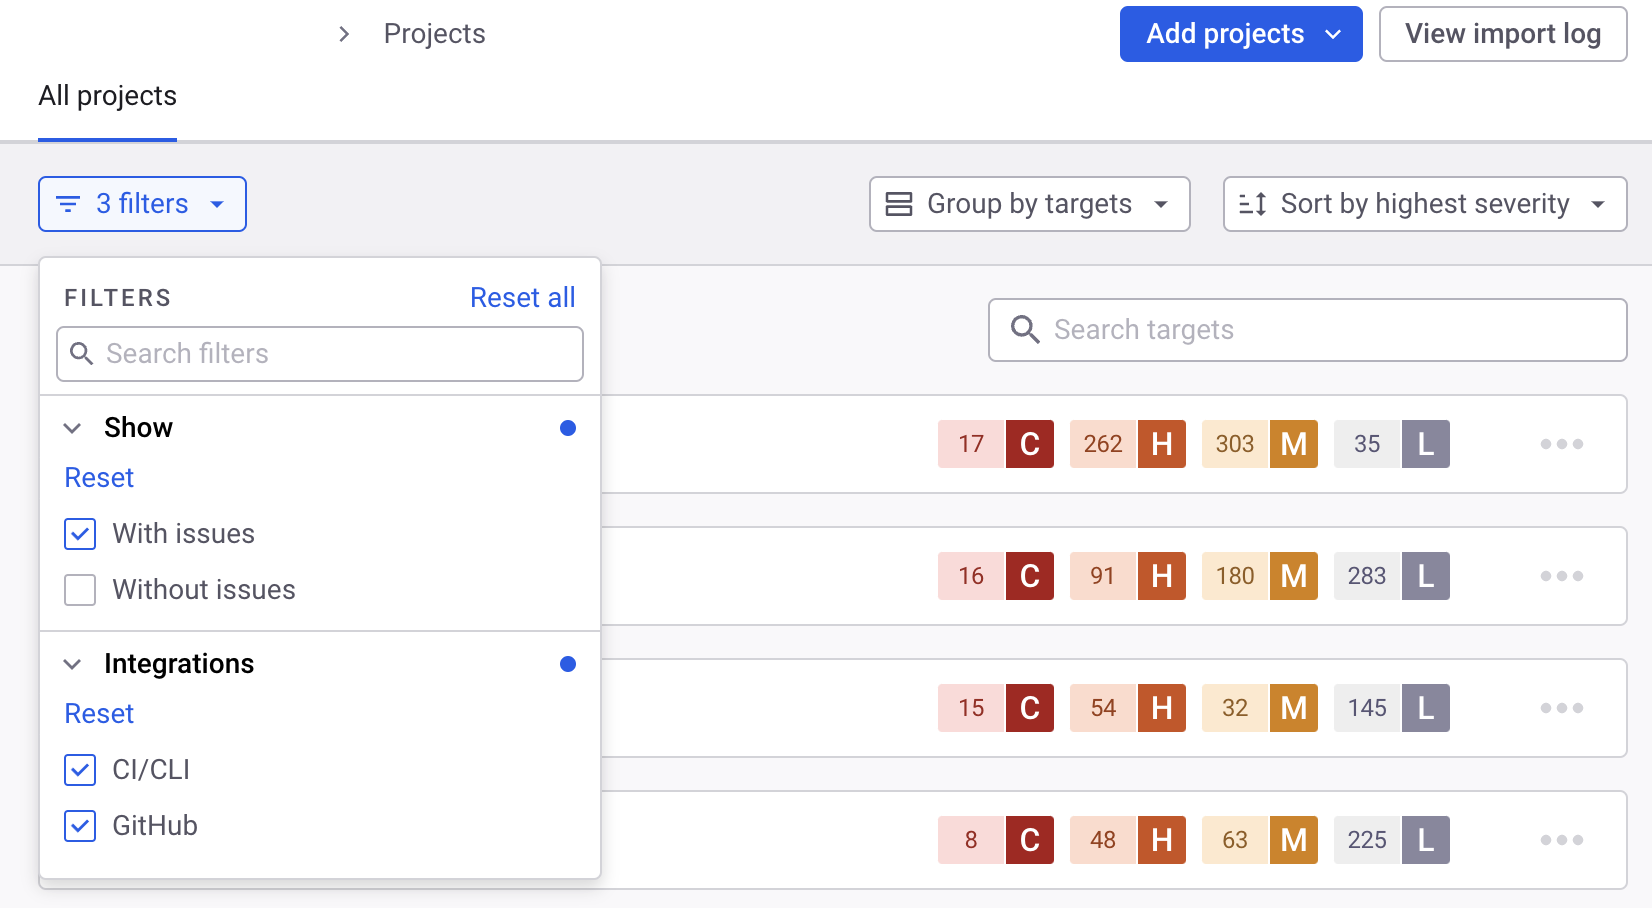 Projects
Add projects
View import log
All projects
3 filters
Group by targets
Sort by highest severity
FILTERS
Reset all
Search filters
Search targets
Show
Reset
With issues
Without issues
Integrations
Reset
CI/CLI
GitHub
17 C 262 H 303 M 35 L
16 C 91 H 180 M 283 L
15 C 54 H 32 M 145 L
8 C 48 H 63 M 225 L